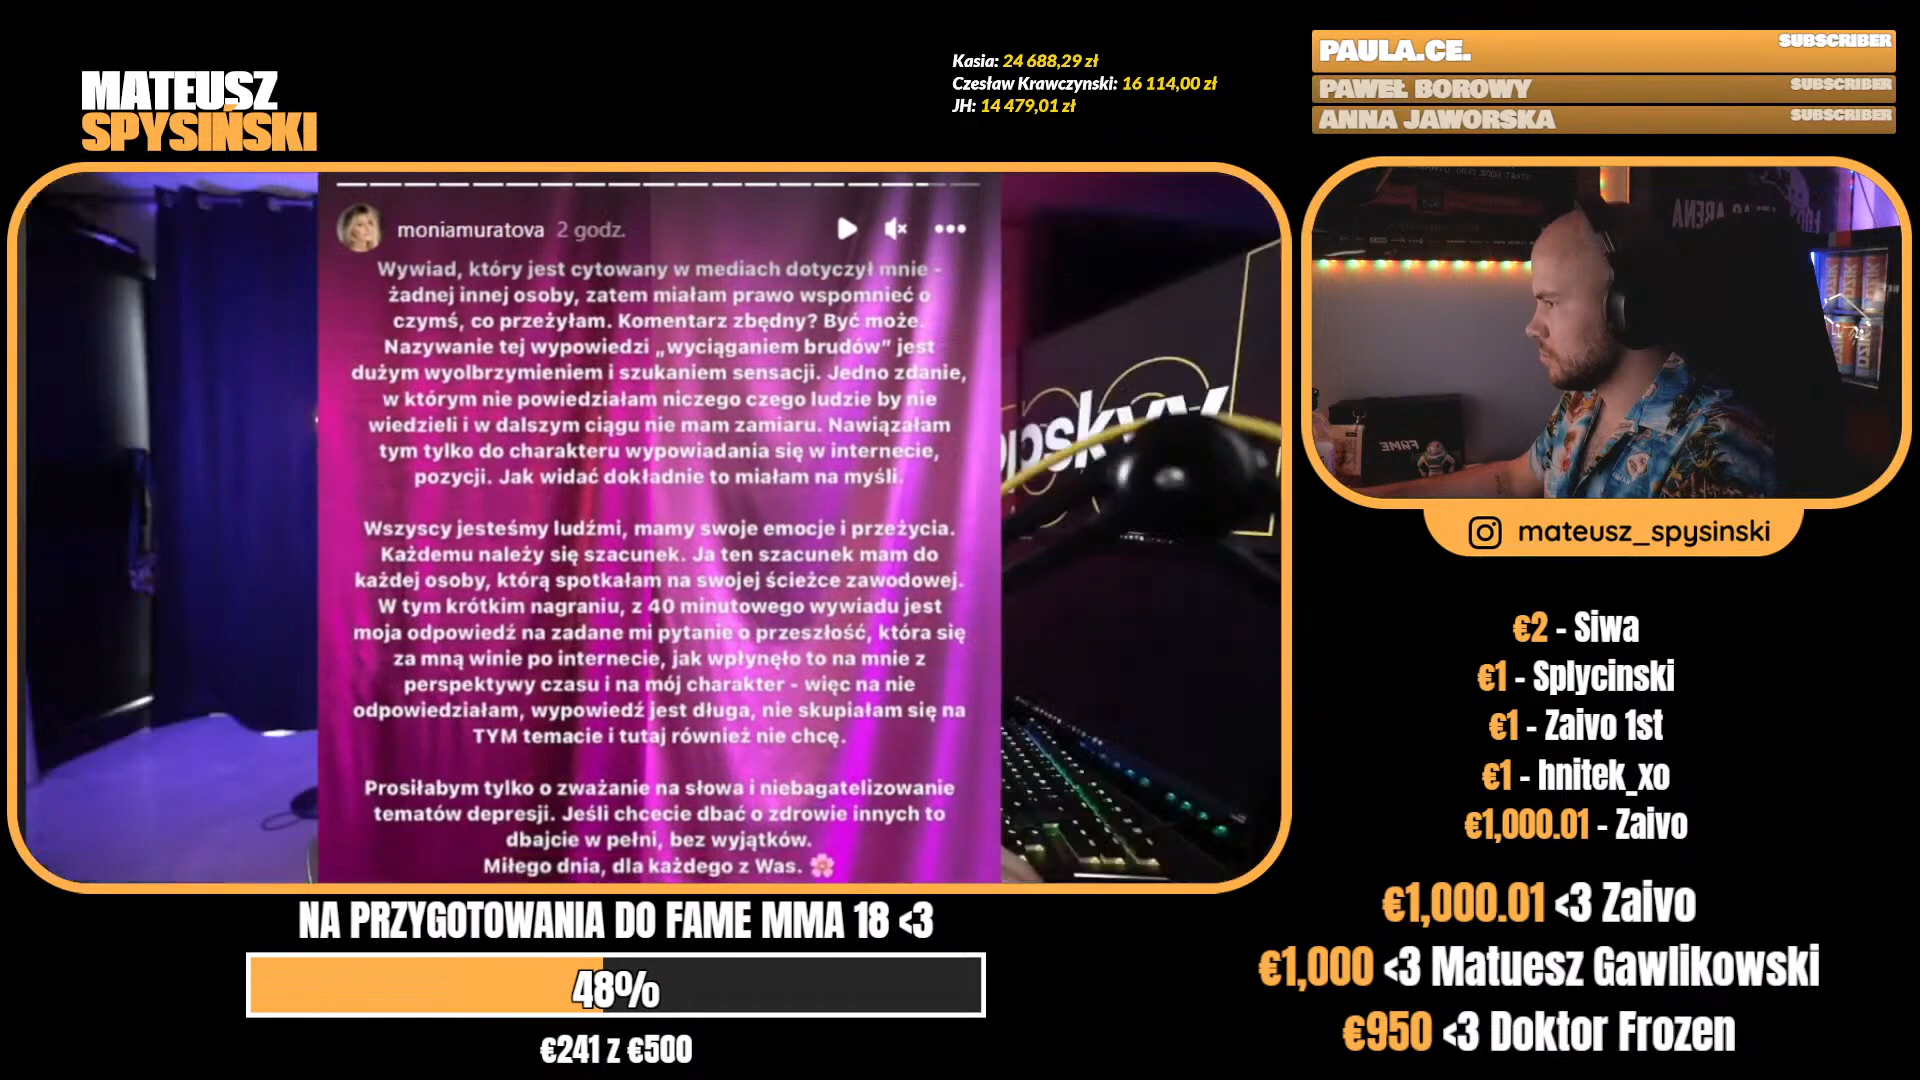 MATEUSZ
SPYSIŃSKI
Kasia: 24 688,29 zł
Czesław Krawczynski: 16 114,00 zł
JH: 14 479,01 zł
PAULA.CE. SUBSCRIBER
PAWEŁ BOROWY SUBSCRIBER
ANNA JAWORSKA SUBSCRIBER
moniamuratova 2 godz.
Wywiad, który jest cytowany w mediach dotyczył mnie -
żadnej innej osoby, zatem miałam prawo wspomnieć o
czymś, co przeżyłam. Komentarz zbędny? Być może.
Nazywanie tej wypowiedzi „wyciąganiem brudów” jest
dużym wyolbrzymieniem i szukaniem sensacji. Jedno zdanie,
w którym nie powiedziałam niczego czego ludzie by nie
wiedzieli i w dalszym ciągu nie mam zamiaru. Nawiązałam
tym tylko do charakteru wypowiadania się w internecie,
pozycji. Jak widać dokładnie to miałam na myśli.
Wszyscy jesteśmy ludźmi, mamy swoje emocje i przeżycia.
Każdemu należy się szacunek. Ja ten szacunek mam do
każdej osoby, którą spotkałam na swojej ścieżce zawodowej.
W tym krótkim nagraniu, z 40 minutowego wywiadu jest
moja odpowiedź na zadane mi pytanie o przeszłość, która się
za mną winie po internecie, jak wpłynęło to na mnie z
perspektywy czasu i na mój charakter - więc na nie
odpowiedziałam, wypowiedź jest długa, nie skupiałam się na
TYM temacie i tutaj również nie chcę.
Prosiłabym tylko o zważanie na słowa i niebagatelizowanie
tematów depresji. Jeśli chcecie dbać o zdrowie innych to
dbajcie w pełni, bez wyjątków.
Miłego dnia, dla każdego z Was. 🌸
FAME
mateusz_spysinski
€2 - Siwa
€1 - Splycinski
€1 - Zaivo 1st
€1 - hnitek_xo
€1,000.01 - Zaivo
€1,000.01 <3 Zaivo
€1,000 <3 Matuesz Gawlikowski
€950 <3 Doktor Frozen
NA PRZYGOTOWANIA DO FAME MMA 18 <3
48%
€241 z €500